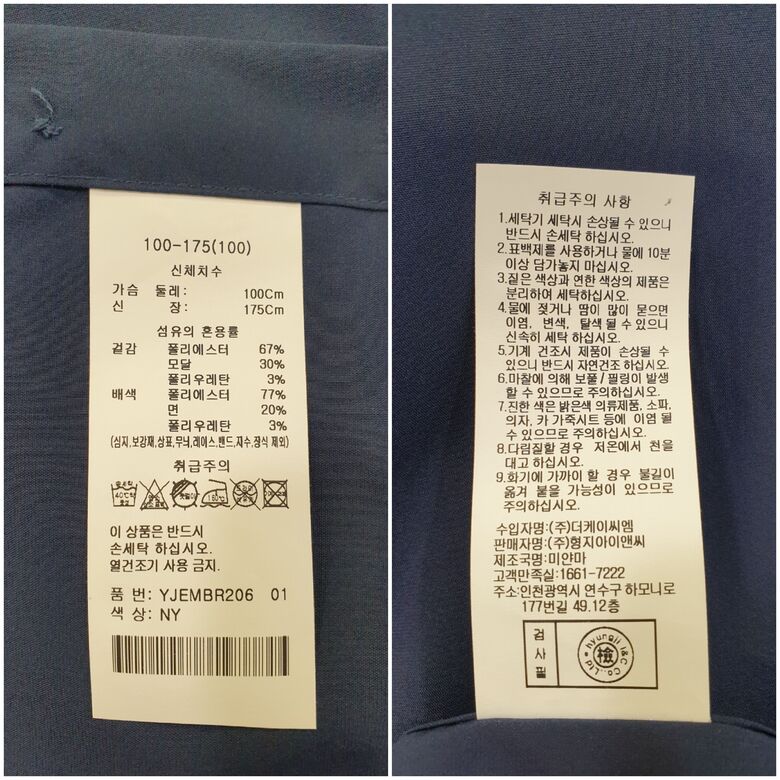 100-175(100)
신체치수
가슴 둘레: 100Cm
신 장: 175Cm
섬유의 혼용률
겉감 폴리에스터 67%
모달 30%
폴리우레탄 3%
배색 폴리에스터 77%
면 20%
폴리우레탄 3%
(심지,보강재,상표,무늬,레이스,밴드,자수,장식 제외)
취급주의
이 상품은 반드시
손세탁 하십시오.
열건조기 사용 금지.
품 번: YJEMBR206 01
색 상: NY
취급주의 사항
1.세탁기 세탁시 손상될 수 있으니
반드시 손세탁 하십시오.
2.표백제를 사용하거나 물에 10분
이상 담가놓지 마십시오.
3.짙은 색상과 연한 색상의 제품은
분리하여 세탁하십시오.
4.물에 젖거나 땀이 많이 묻으면
이염, 변색, 탈색 될 수 있으니
신속히 세탁 하십시오.
5.기계 건조시 제품이 손상될 수
있으니 반드시 자연건조 하십시오.
6.마찰에 의해 보풀/필링이 발생
할 수 있으므로 주의하십시오.
7.진한 색은 밝은색 의류제품, 소파,
의자, 카 가죽시트 등에 이염 될
수 있으므로 주의하십시오.
8.다림질할 경우 저온에서 천을
대고 하십시오.
9.화기에 가까이 할 경우 불길이
옮겨 붙을 가능성이 있으므로
주의하십시오.
수입자명:(주)더케이씨엠
판매자명:(주)형지아이앤씨
제조국명:미얀마
고객만족실:1661-7222
주소:인천광역시 연수구 하모니로
177번길 49.12층
검사필
hyungji I&C Co.,Ltd
檢